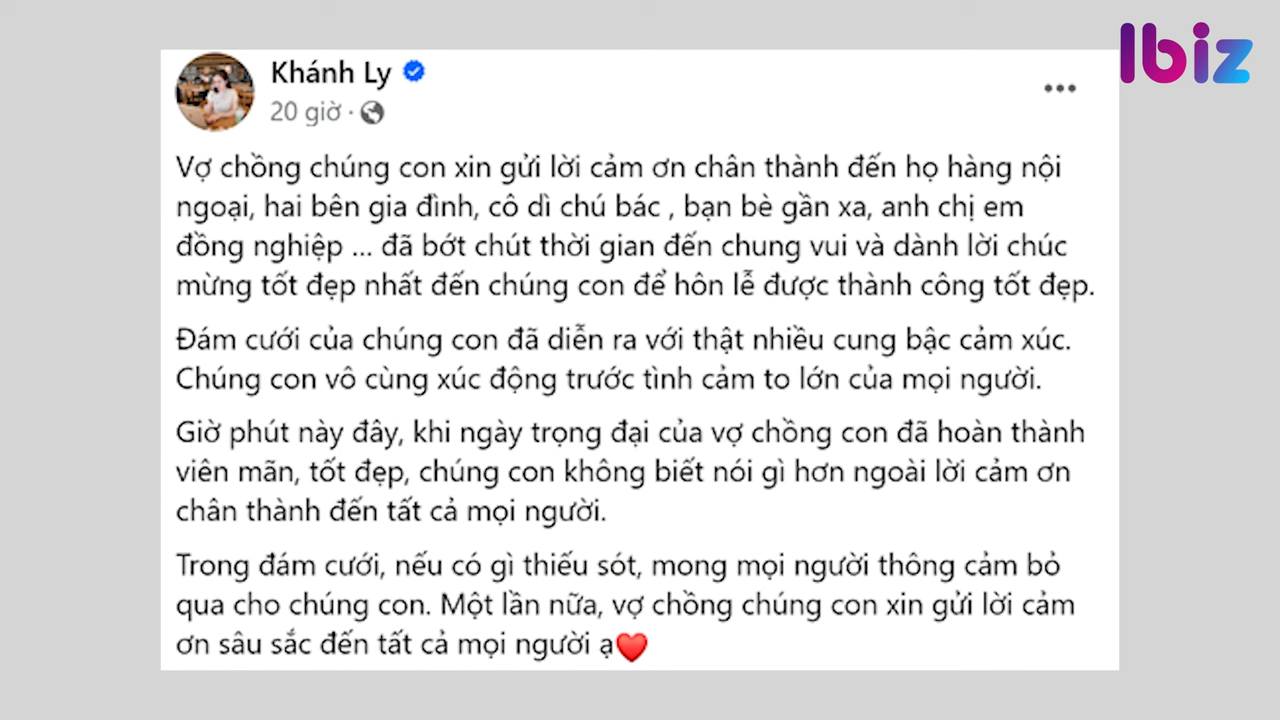 Ibiz
Khánh Ly
20 giờ ·
Vợ chồng chúng con xin gửi lời cảm ơn chân thành đến họ hàng nội
ngoại, hai bên gia đình, cô dì chú bác , bạn bè gần xa, anh chị em
đồng nghiệp ... đã bớt chút thời gian đến chung vui và dành lời chúc
mừng tốt đẹp nhất đến chúng con để hôn lễ được thành công tốt đẹp.
Đám cưới của chúng con đã diễn ra với thật nhiều cung bậc cảm xúc.
Chúng con vô cùng xúc động trước tình cảm to lớn của mọi người.
Giờ phút này đây, khi ngày trọng đại của vợ chồng con đã hoàn thành
viên mãn, tốt đẹp, chúng con không biết nói gì hơn ngoài lời cảm ơn
chân thành đến tất cả mọi người.
Trong đám cưới, nếu có gì thiếu sót, mong mọi người thông cảm bỏ
qua cho chúng con. Một lần nữa, vợ chồng chúng con xin gửi lời cảm
ơn sâu sắc đến tất cả mọi người ạ❤️